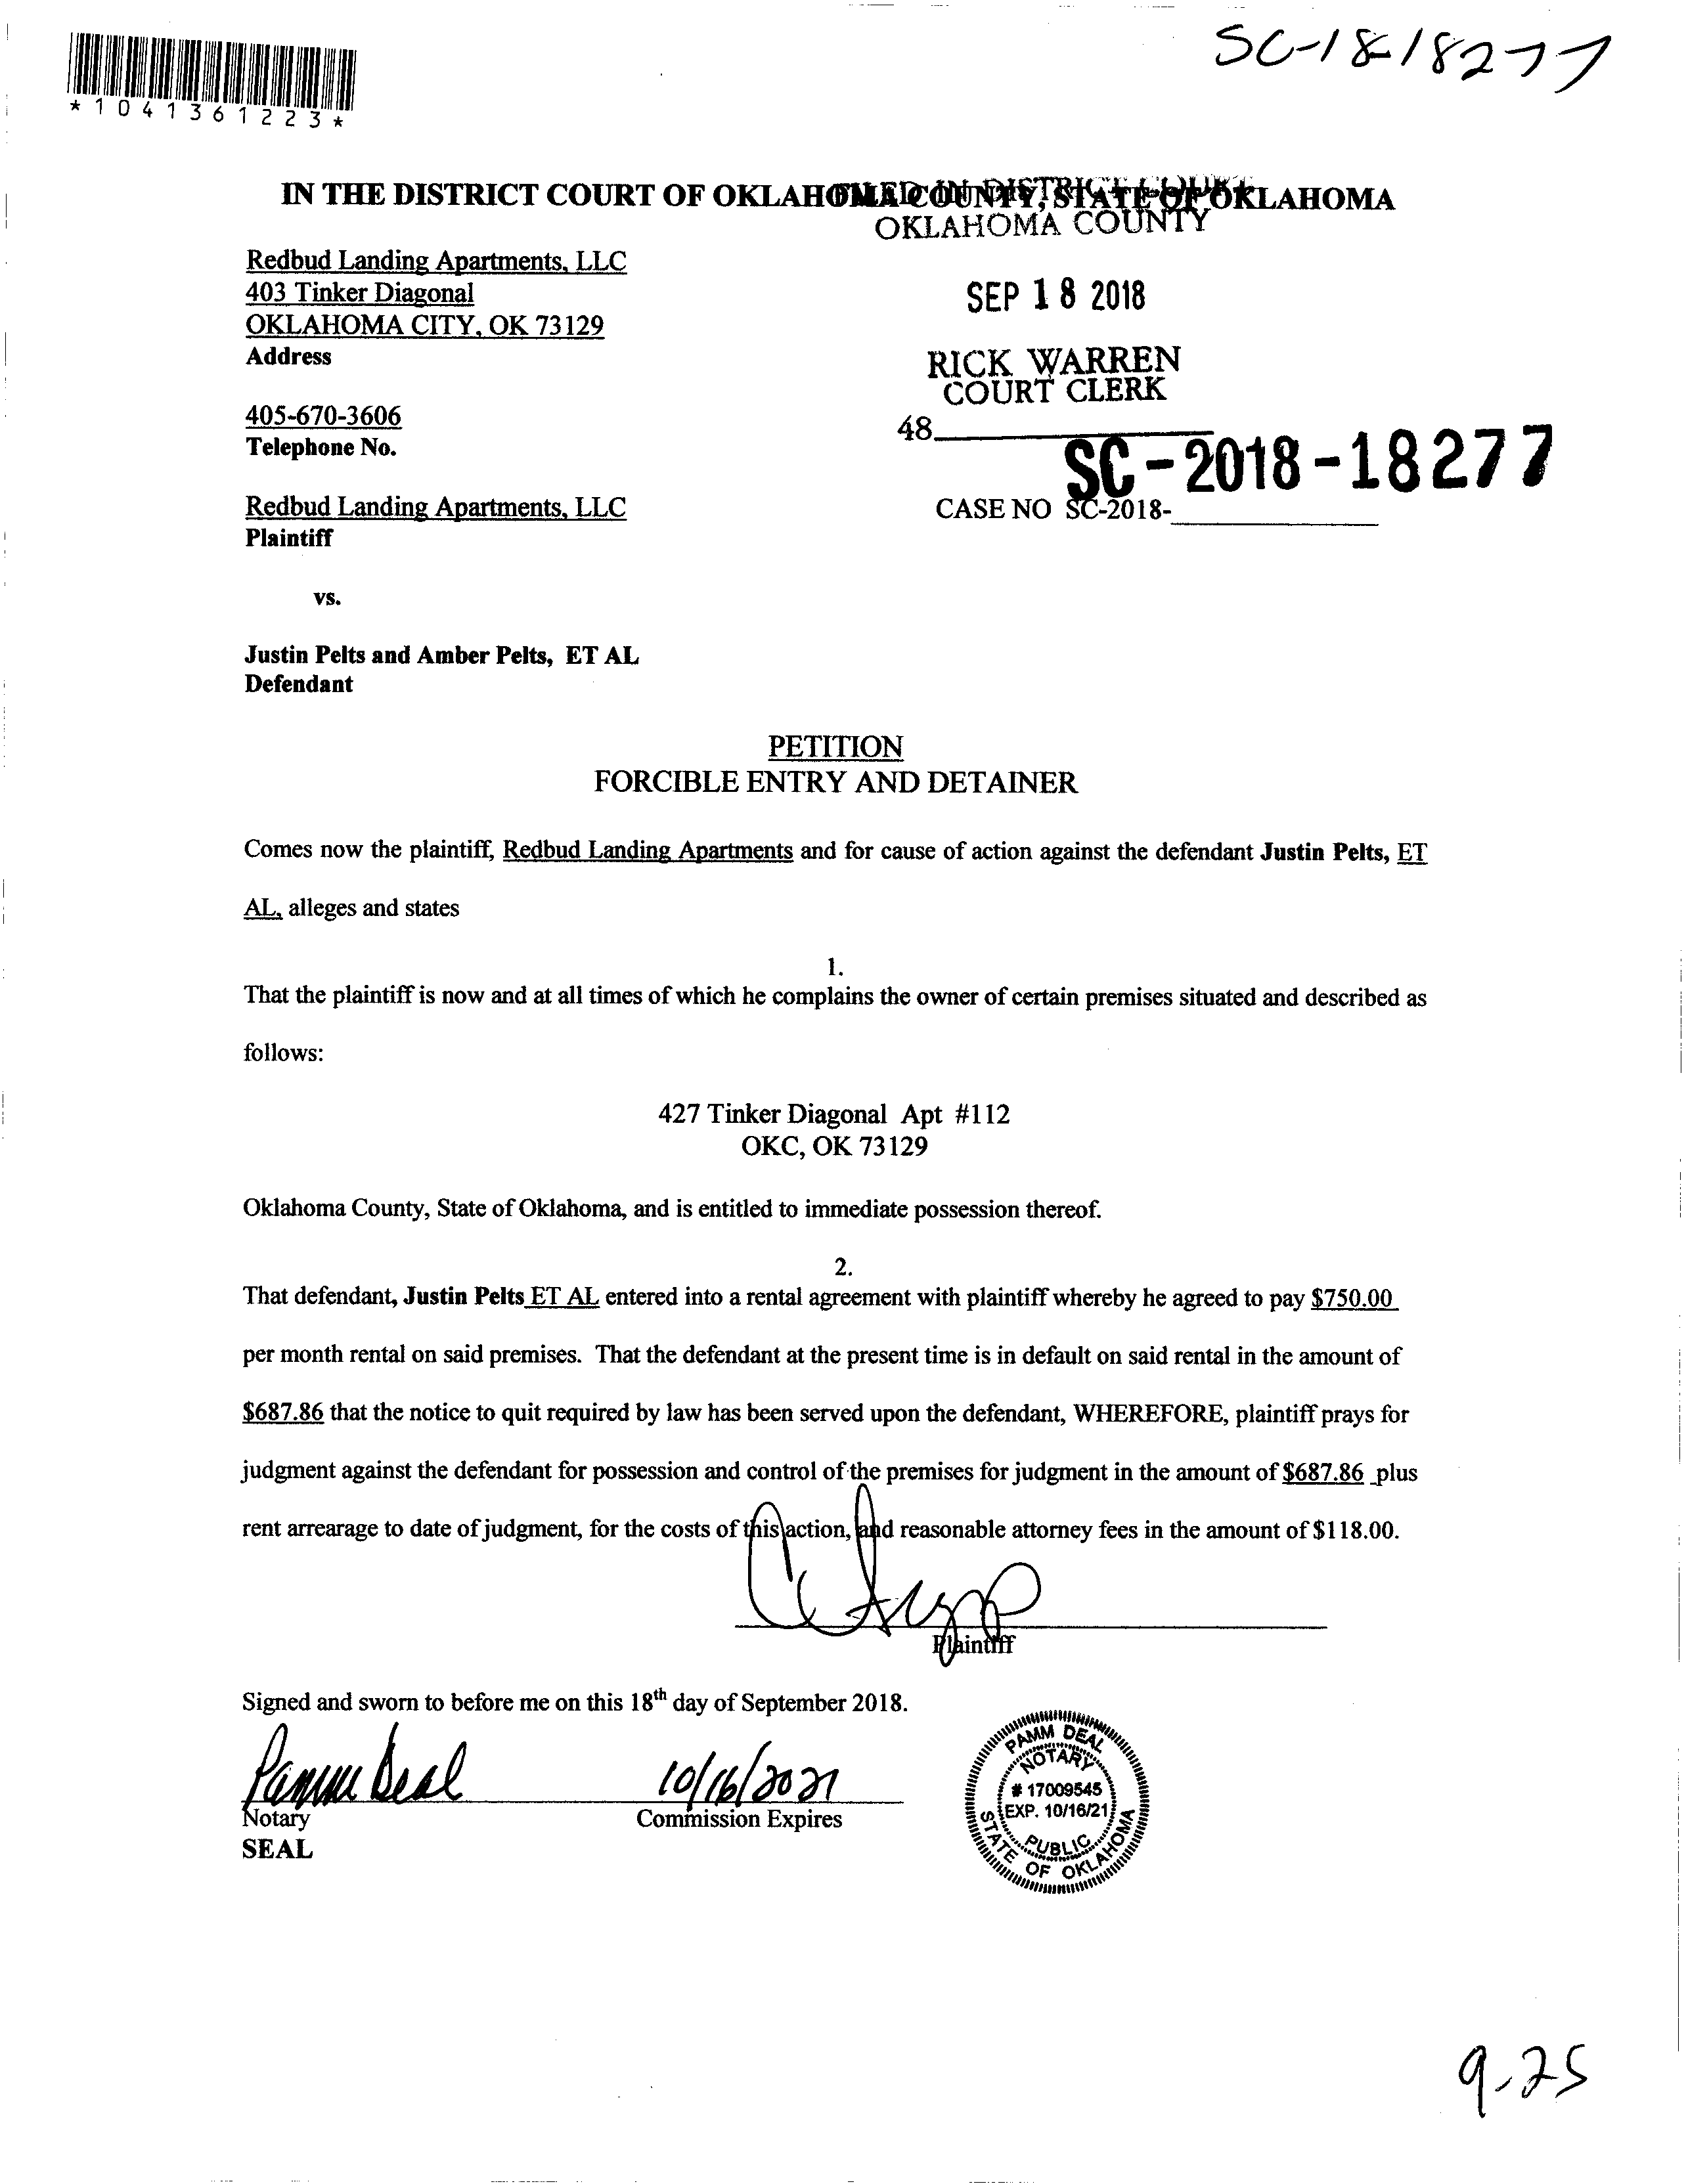 SC-18-18277
*1041361223*
IN THE DISTRICT COURT OF OKLAHOMA COUNTY, STATE OF OKLAHOMA
FILED IN DISTRICT COURT
OKLAHOMA COUNTY
Redbud Landing Apartments, LLC
403 Tinker Diagonal
OKLAHOMA CITY, OK 73129
Address
SEP 18 2018
RICK WARREN
COURT CLERK
405-670-3606
Telephone No.
48
SC-2018-18277
Redbud Landing Apartments, LLC
CASE NO SC-2018-
Plaintiff
vs.
Justin Pelts and Amber Pelts, ET AL
Defendant
PETITION
FORCIBLE ENTRY AND DETAINER
Comes now the plaintiff, Redbud Landing Apartments and for cause of action against the defendant Justin Pelts, ET
AL, alleges and states
1.
That the plaintiff is now and at all times of which he complains the owner of certain premises situated and described as
follows:
427 Tinker Diagonal Apt #112
OKC, OK 73129
Oklahoma County, State of Oklahoma, and is entitled to immediate possession thereof.
2.
That defendant, Justin Pelts ET AL entered into a rental agreement with plaintiff whereby he agreed to pay $750.00
per month rental on said premises. That the defendant at the present time is in default on said rental in the amount of
$687.86 that the notice to quit required by law has been served upon the defendant, WHEREFORE, plaintiff prays for
judgment against the defendant for possession and control of the premises for judgment in the amount of $687.86 plus
rent arrearage to date of judgment, for the costs of this action, and reasonable attorney fees in the amount of $118.00.
Plaintiff
Signed and sworn to before me on this 18th day of September 2018.
Pamm Deal
10/16/2021
Notary
Commission Expires
SEAL
PAMM DEAL
NOTARY
# 17009545
EXP. 10/16/21
PUBLIC
STATE OF OKLAHOMA
9-25